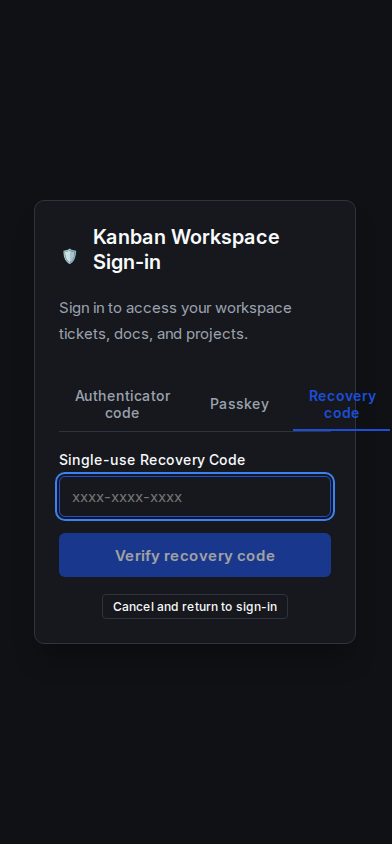 Kanban Workspace
Sign-in
Sign in to access your workspace
tickets, docs, and projects.
Authenticator
code
Passkey
Recovery
code
Single-use Recovery Code
xxxx-xxxx-xxxx
Verify recovery code
Cancel and return to sign-in